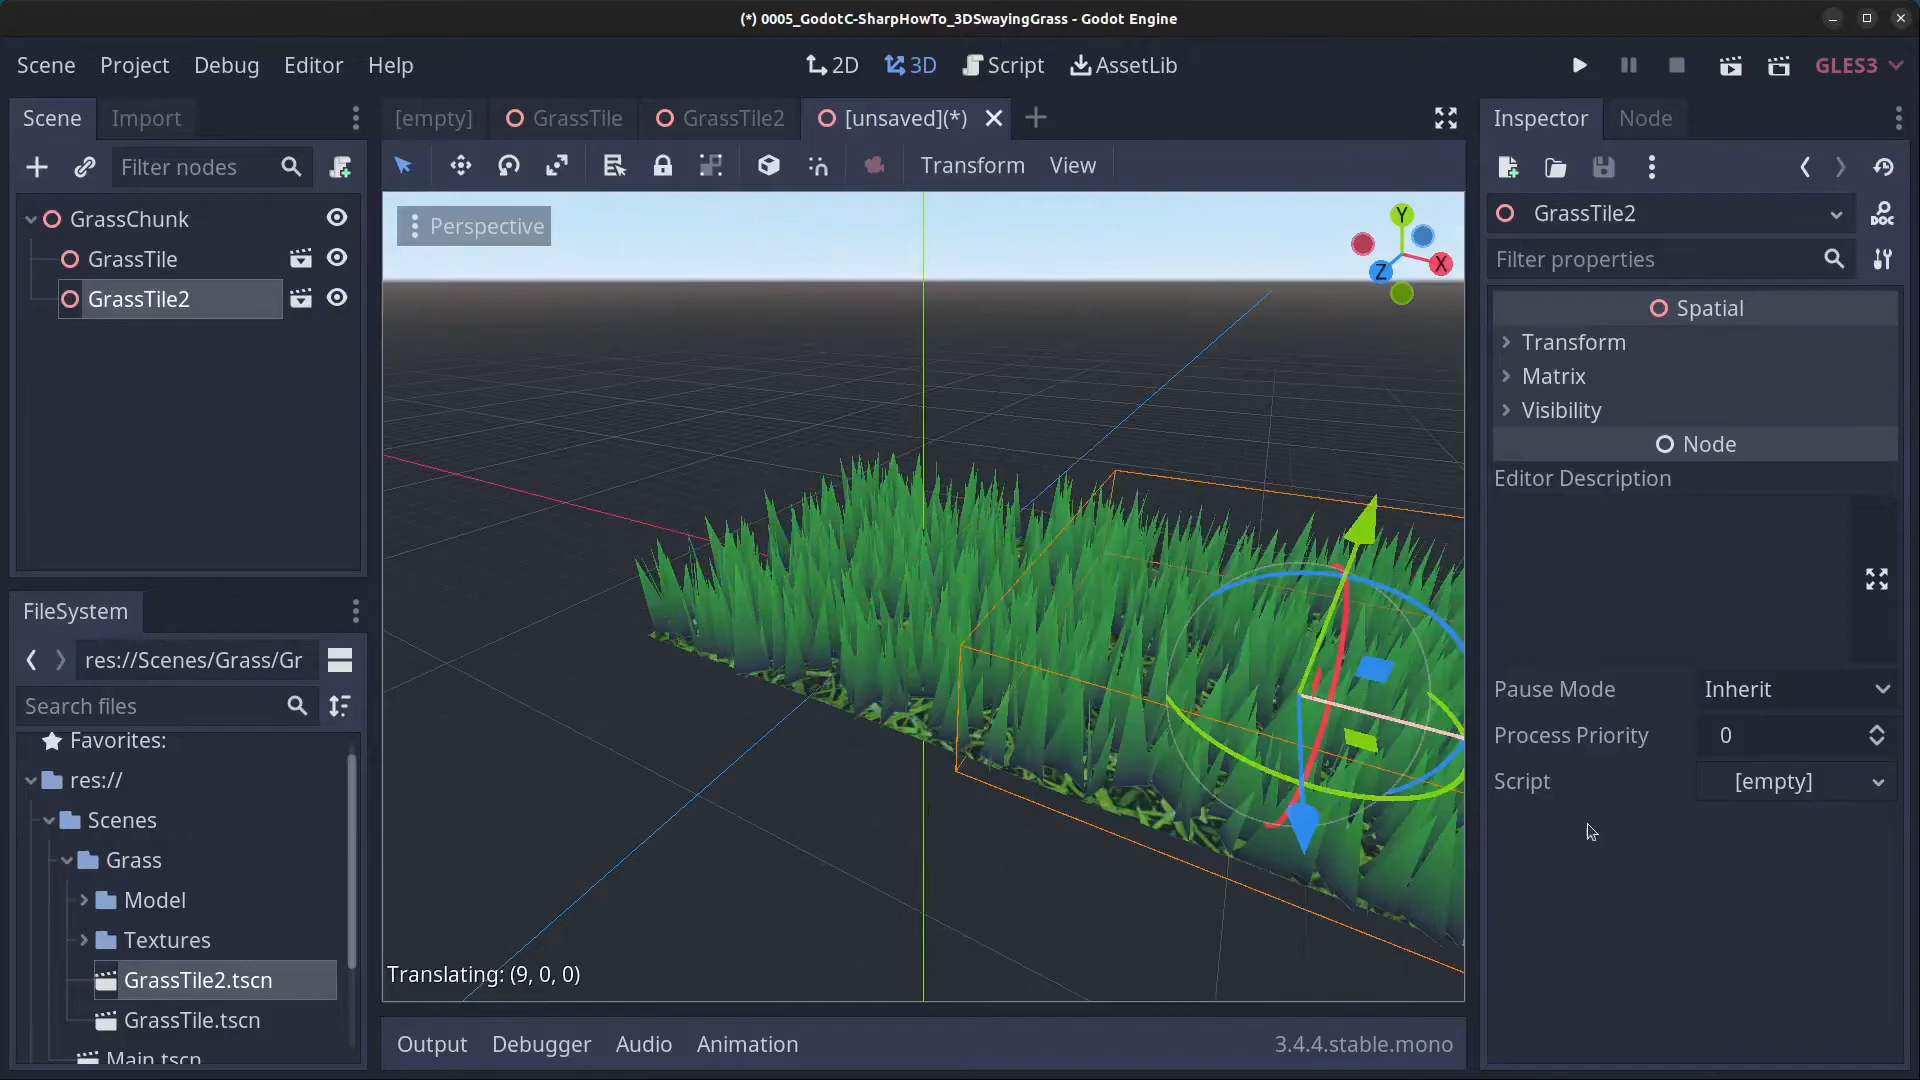 (*) 0005_GodotC-SharpHowTo_3DSwayingGrass - Godot Engine
Scene Project Debug Editor Help
2D 3D Script AssetLib
GLES3
Scene Import
Filter nodes
GrassChunk
GrassTile
GrassTile2
FileSystem
res://Scenes/Grass/Gr
Search files
Favorites:
res://
Scenes
Grass
Model
Textures
GrassTile2.tscn
GrassTile.tscn
Main.tscn
[empty] GrassTile GrassTile2 [unsaved](*)
Transform View
Perspective
Y
X
Z
Translating: (9, 0, 0)
Output Debugger Audio Animation 3.4.4.stable.mono
Inspector Node
GrassTile2
DOC
Filter properties
Spatial
Transform
Matrix
Visibility
Node
Editor Description
Pause Mode Inherit
Process Priority 0
Script [empty]